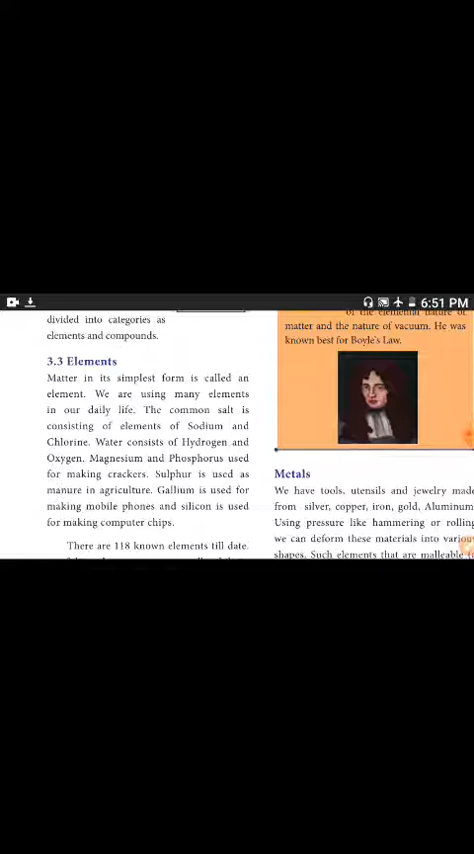 6:51 PM
divided into categories as
elements and compounds.
3.3 Elements
Matter in its simplest form is called an
element. We are using many elements
in our daily life. The common salt is
consisting of elements of Sodium and
Chlorine. Water consists of Hydrogen and
Oxygen. Magnesium and Phosphorus used
for making crackers. Sulphur is used as
manure in agriculture. Gallium is used for
making mobile phones and silicon is used
for making computer chips.
There are 118 known elements till date.
of the elemental nature of
matter and the nature of vacuum. He was
known best for Boyle's Law.
Metals
We have tools, utensils and jewelry made
from silver, copper, iron, gold, Aluminum
Using pressure like hammering or rolling
we can deform these materials into variou
shapes. Such elements that are malleable